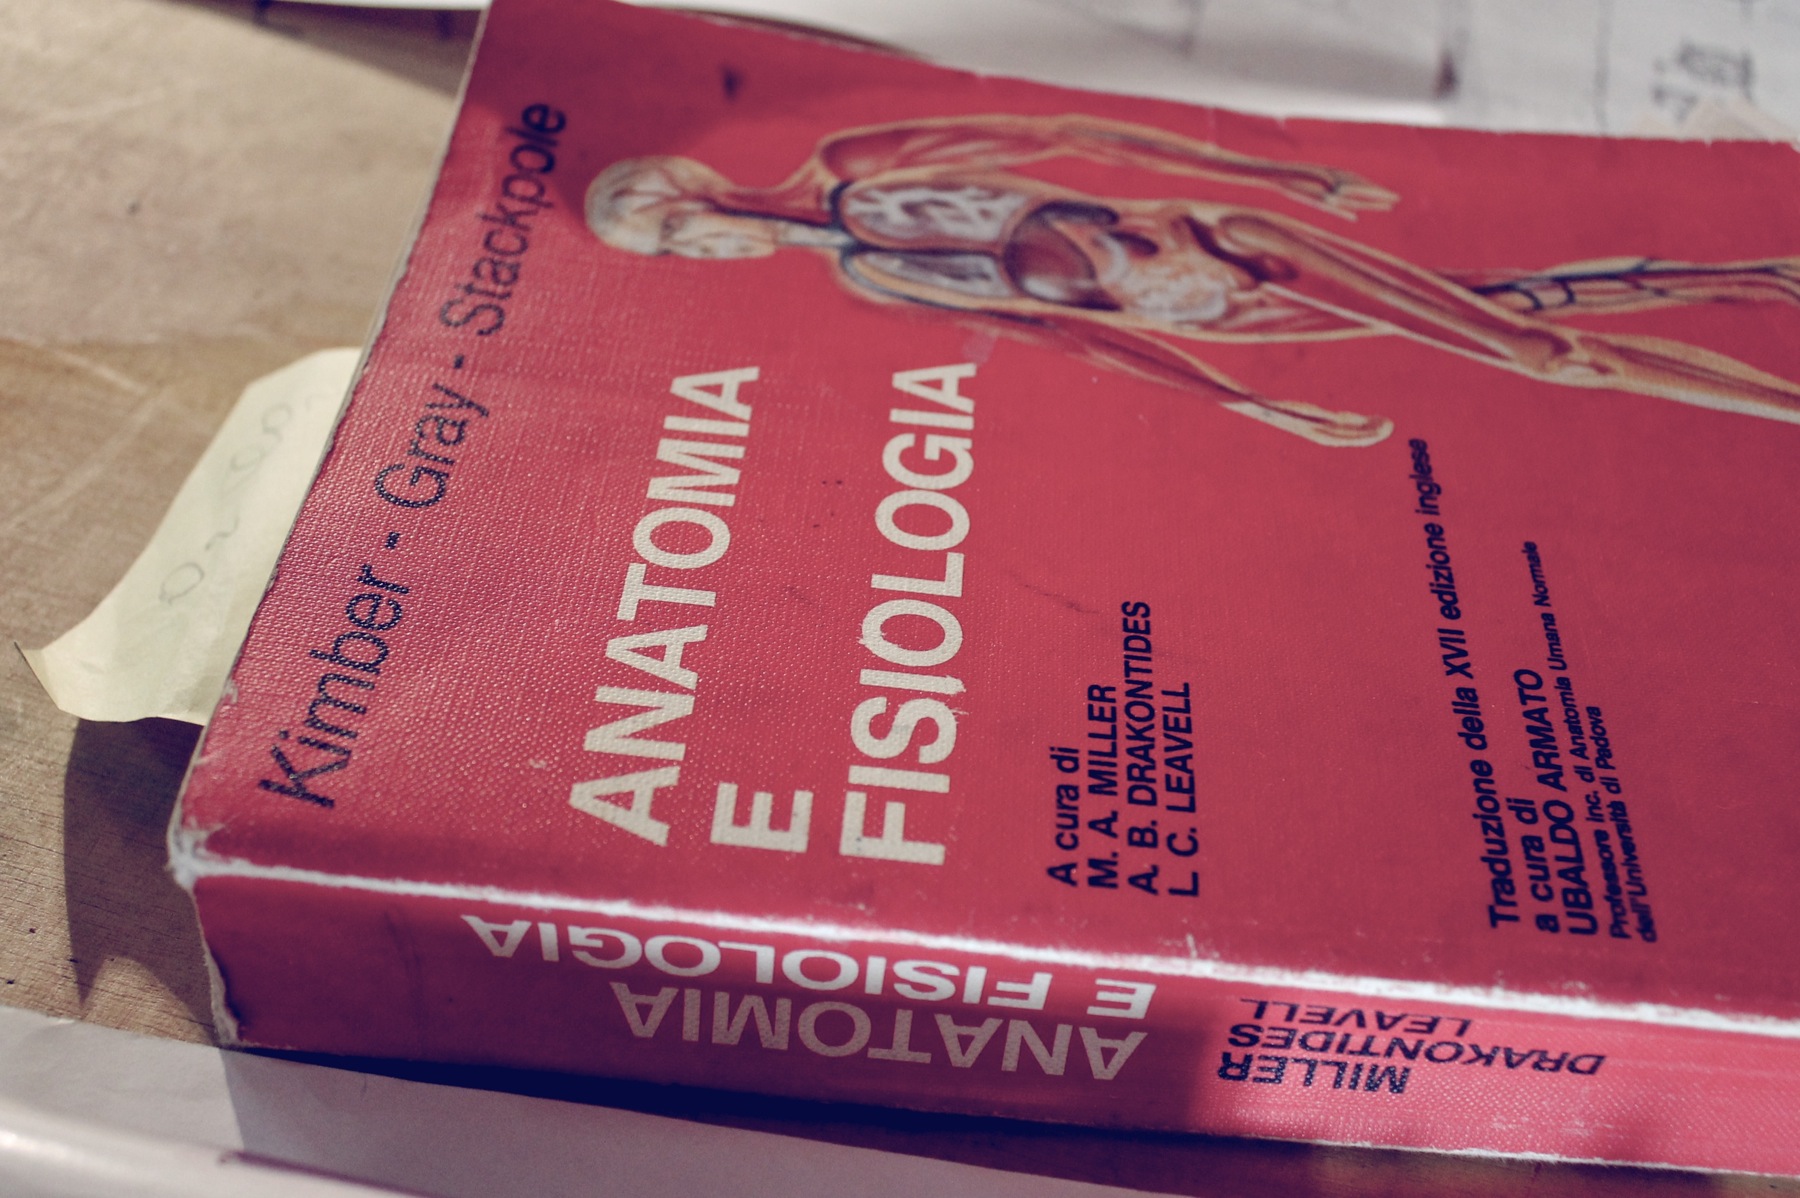 Kimber - Gray - Stackpole
ANATOMIA
E
FISIOLOGIA
A cura di
M. A. MILLER
A. B. DRAKONTIDES
L. C. LEAVELL
Traduzione della XVII edizione inglese
a cura di
UBALDO ARMATO
Professore inc. di Anatomia Umana Normale
dell'Università di Padova
ANATOMIA
E FISIOLOGIA
MILLER
DRAKONTIDES
LEAVELL